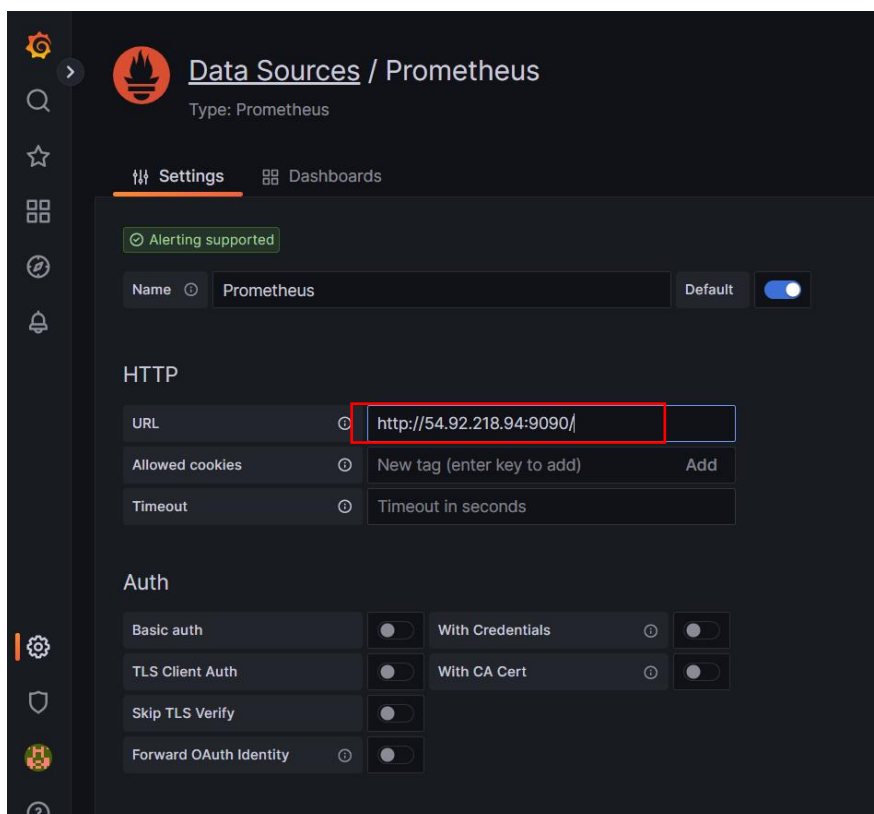 Data Sources / Prometheus
Type: Prometheus
Settings Dashboards
Alerting supported
Name Prometheus Default
HTTP
URL http://54.92.218.94:9090/
Allowed cookies New tag (enter key to add) Add
Timeout Timeout in seconds
Auth
Basic auth With Credentials
TLS Client Auth With CA Cert
Skip TLS Verify
Forward OAuth Identity